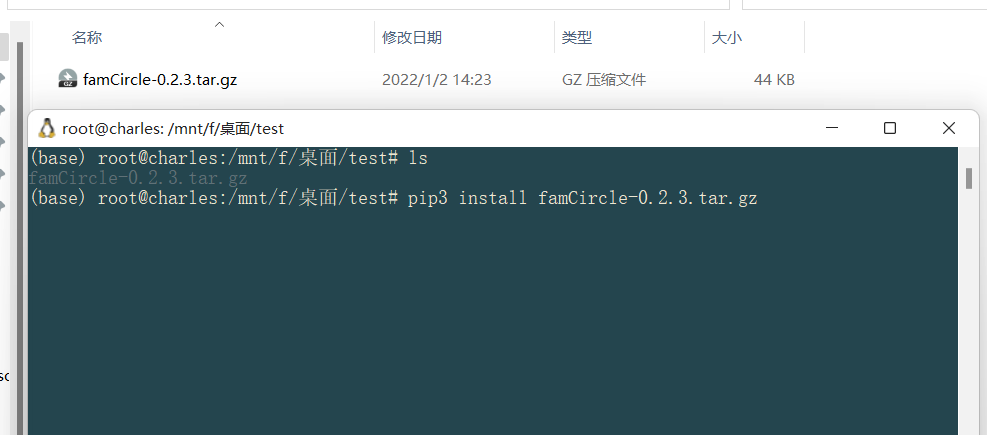 名称 修改日期 类型 大小
famCircle-0.2.3.tar.gz 2022/1/2 14:23 GZ 压缩文件 44 KB
root@charles: /mnt/f/桌面/test
(base) root@charles:/mnt/f/桌面/test# ls
famCircle-0.2.3.tar.gz
(base) root@charles:/mnt/f/桌面/test# pip3 install famCircle-0.2.3.tar.gz